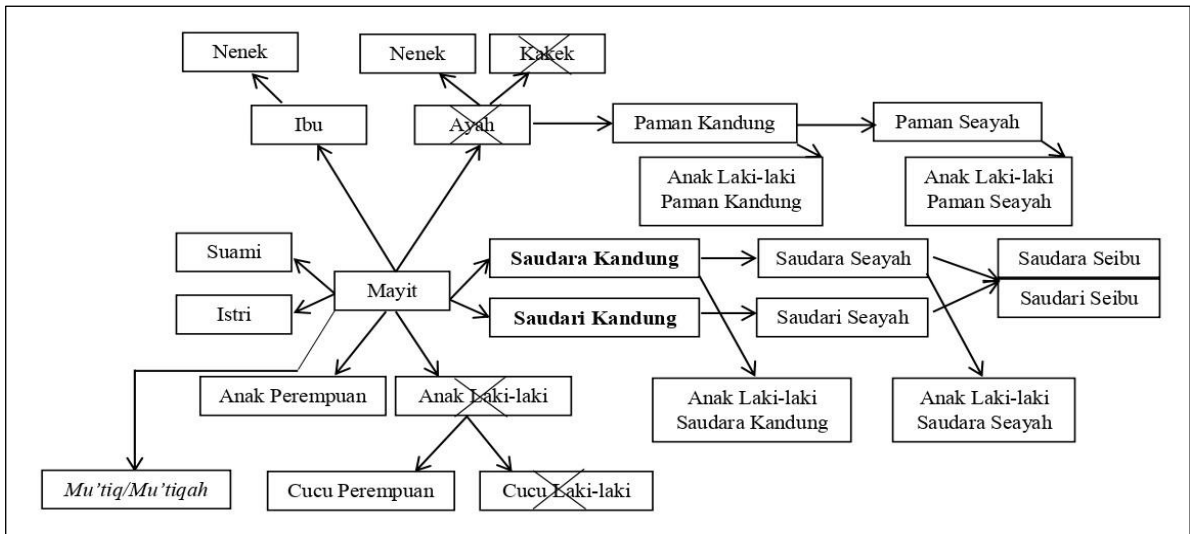 Nenek
Nenek
Kakek
Ibu
Ayah
Paman Kandung
Paman Seayah
Anak Laki-laki
Paman Kandung
Anak Laki-laki
Paman Seayah
Suami
Saudara Kandung
Saudara Seayah
Saudara Seibu
Mayit
Istri
Saudari Kandung
Saudari Seayah
Saudari Seibu
Anak Perempuan
Anak Laki-laki
Anak Laki-laki
Saudara Kandung
Anak Laki-laki
Saudara Seayah
Mu'tiq/Mu'tiqah
Cucu Perempuan
Cucu Laki-laki